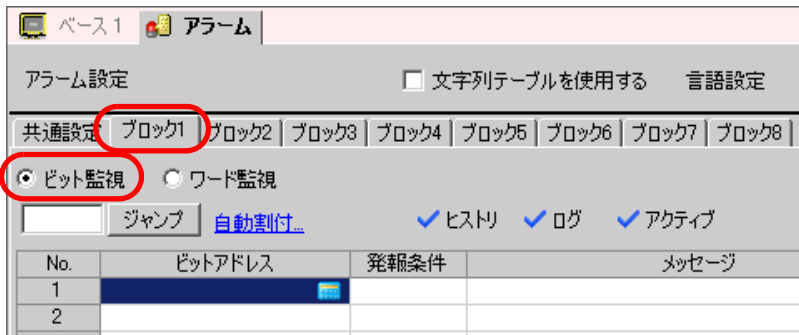 ベース1 アラーム
アラーム設定 文字列テーブルを使用する 言語設定
共通設定 ブロック1 ブロック2 ブロック3 ブロック4 ブロック5 ブロック6 ブロック7 ブロック8
ビット監視 ワード監視
ジャンプ 自動割付... ヒストリ ログ アクティブ
No. ビットアドレス 発報条件 メッセージ
1
2